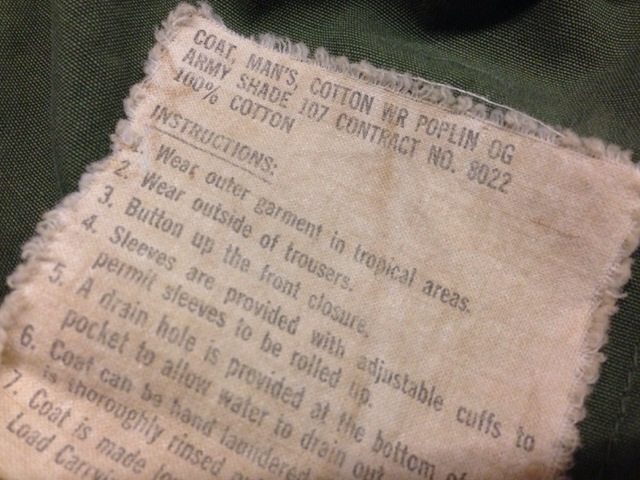 COAT, MAN'S, COTTON WR POPLIN OG
ARMY SHADE 107 CONTRACT NO. 8022
100% COTTON
INSTRUCTIONS:
1. Wear outer garment in tropical areas.
2. Wear outside of trousers.
3. Button up the front closure.
4. Sleeves are provided with adjustable cuffs to
permit sleeves to be rolled up.
5. A drain hole is provided at the bottom of
pocket to allow water to drain out
6. Coat can be hand laundered
is thoroughly rinsed
7. Coat is made
Load